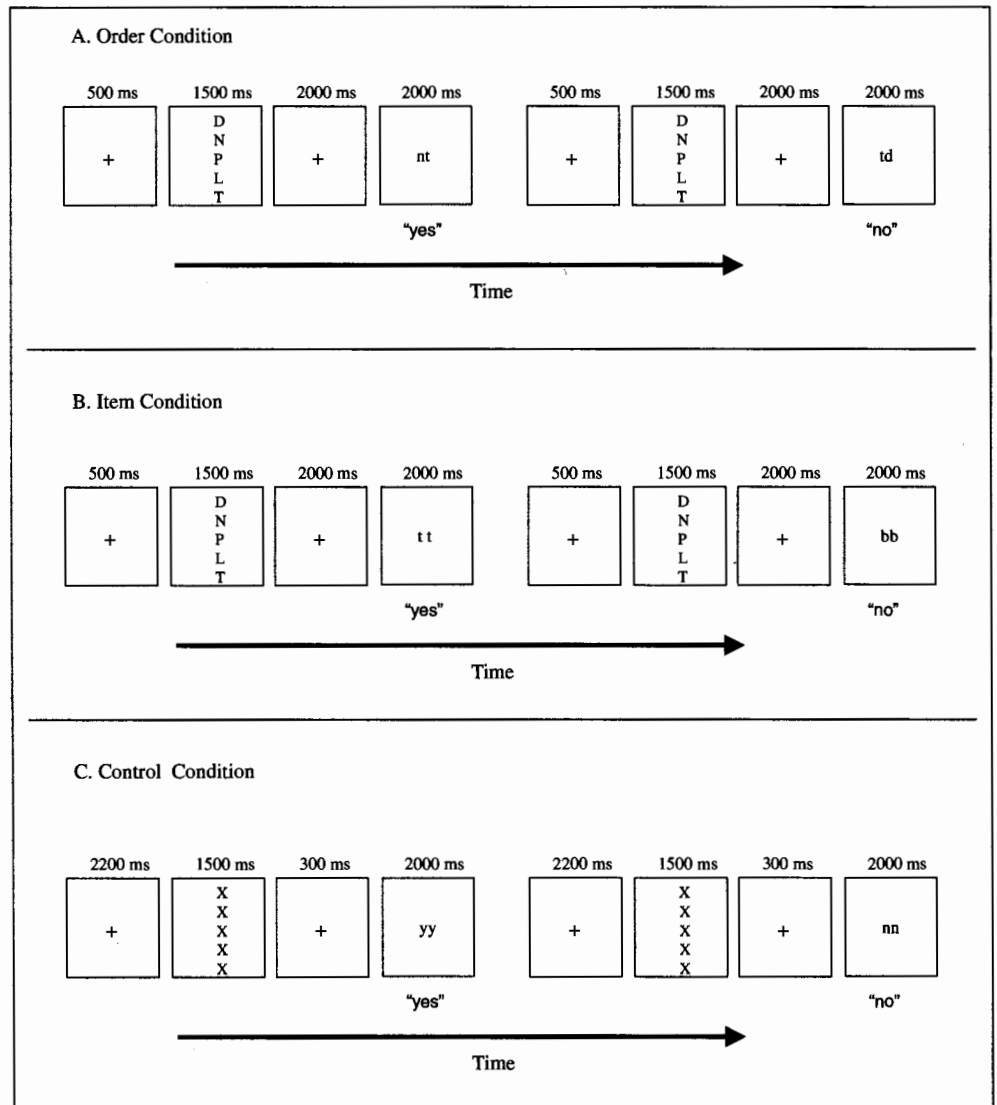 A. Order Condition
500 ms 1500 ms 2000 ms 2000 ms 500 ms 1500 ms 2000 ms 2000 ms
D D
N N
+ P + nt + P + td
L L
T T
"yes" "no"
Time
B. Item Condition
500 ms 1500 ms 2000 ms 2000 ms 500 ms 1500 ms 2000 ms 2000 ms
D D
N N
+ P + t t + P + bb
L L
T T
"yes" "no"
Time
C. Control Condition
2200 ms 1500 ms 300 ms 2000 ms 2200 ms 1500 ms 300 ms 2000 ms
X X
X X
+ X + yy + X + nn
X X
X X
"yes" "no"
Time